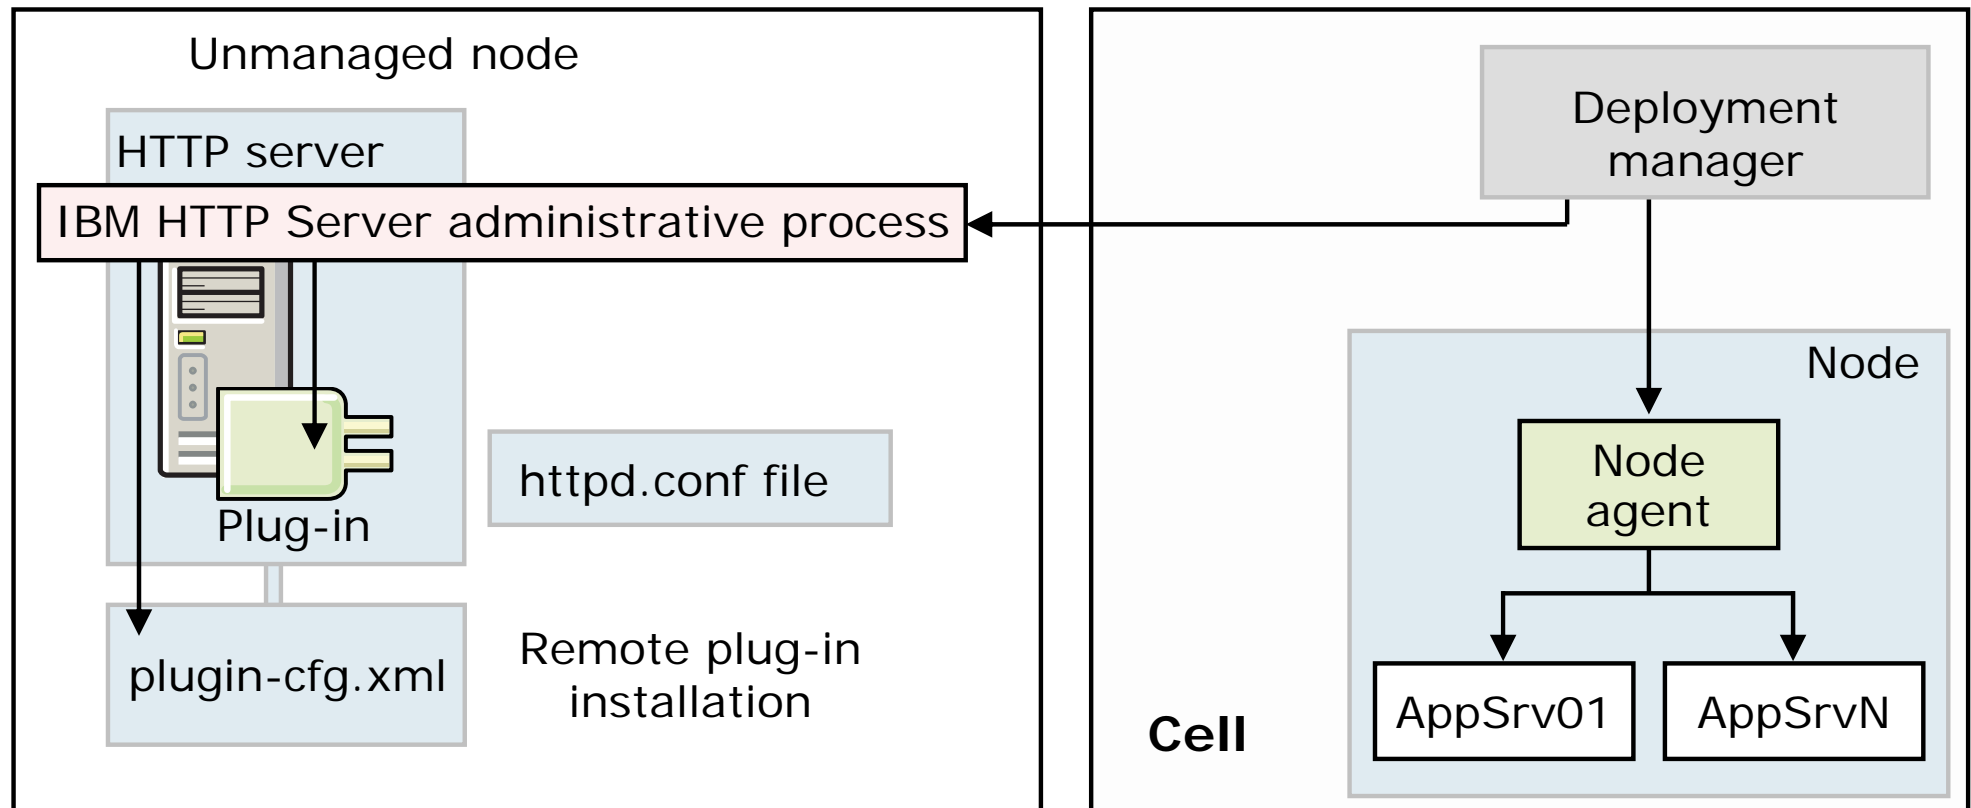 Unmanaged node
HTTP server
IBM HTTP Server administrative process
Plug-in
httpd.conf file
plugin-cfg.xml
Remote plug-in
installation
Deployment
manager
Node
Node
agent
AppSrv01
AppSrvN
Cell